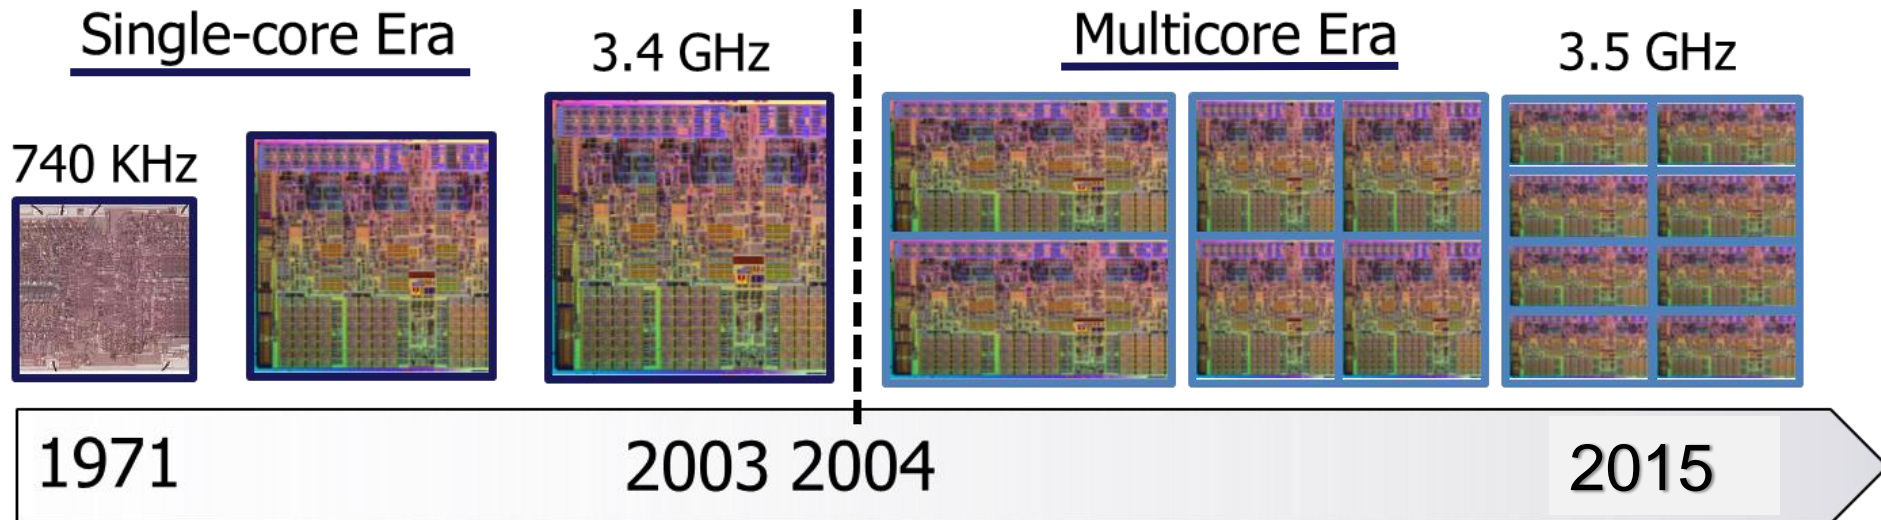 Single-core Era
3.4 GHz
Multicore Era
3.5 GHz
740 KHz
1971
2003 2004
2015